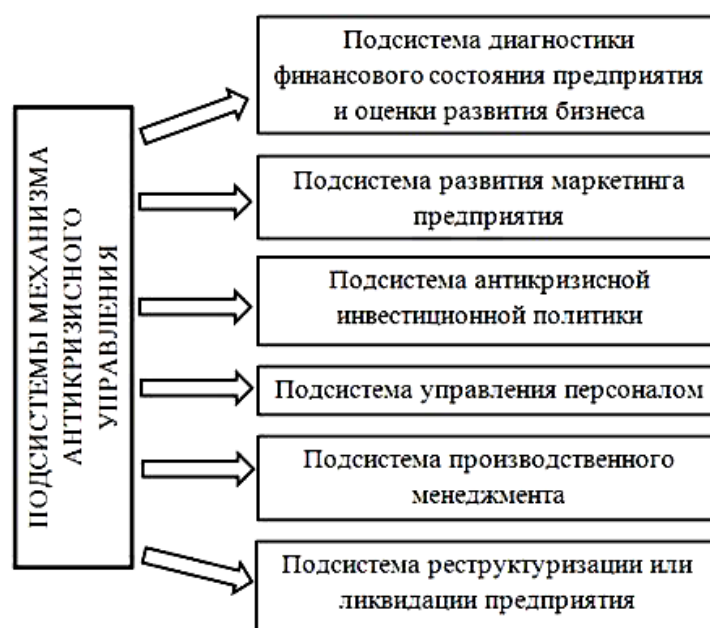 ПОДСИСТЕМЫ МЕХАНИЗМА
АНТИКРИЗИСНОГО
УПРАВЛЕНИЯ
Подсистема диагностики
финансового состояния предприятия
и оценки развития бизнеса
Подсистема развития маркетинга
предприятия
Подсистема антикризисной
инвестиционной политики
Подсистема управления персоналом
Подсистема производственного
менеджмента
Подсистема реструктуризации или
ликвидации предприятия